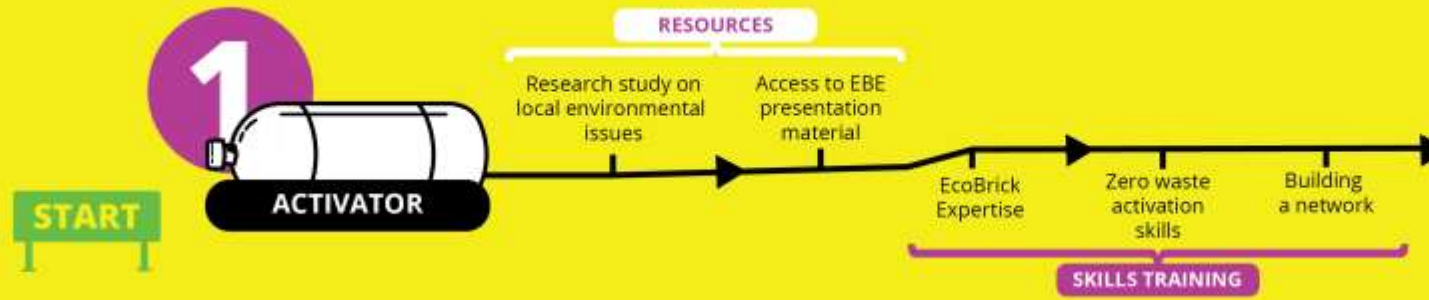 START
1
ACTIVATOR
RESOURCES
Research study on
local environmental
issues
Access to EBE
presentation
material
EcoBrick
Expertise
Zero waste
activation
skills
Building
a network
SKILLS TRAINING